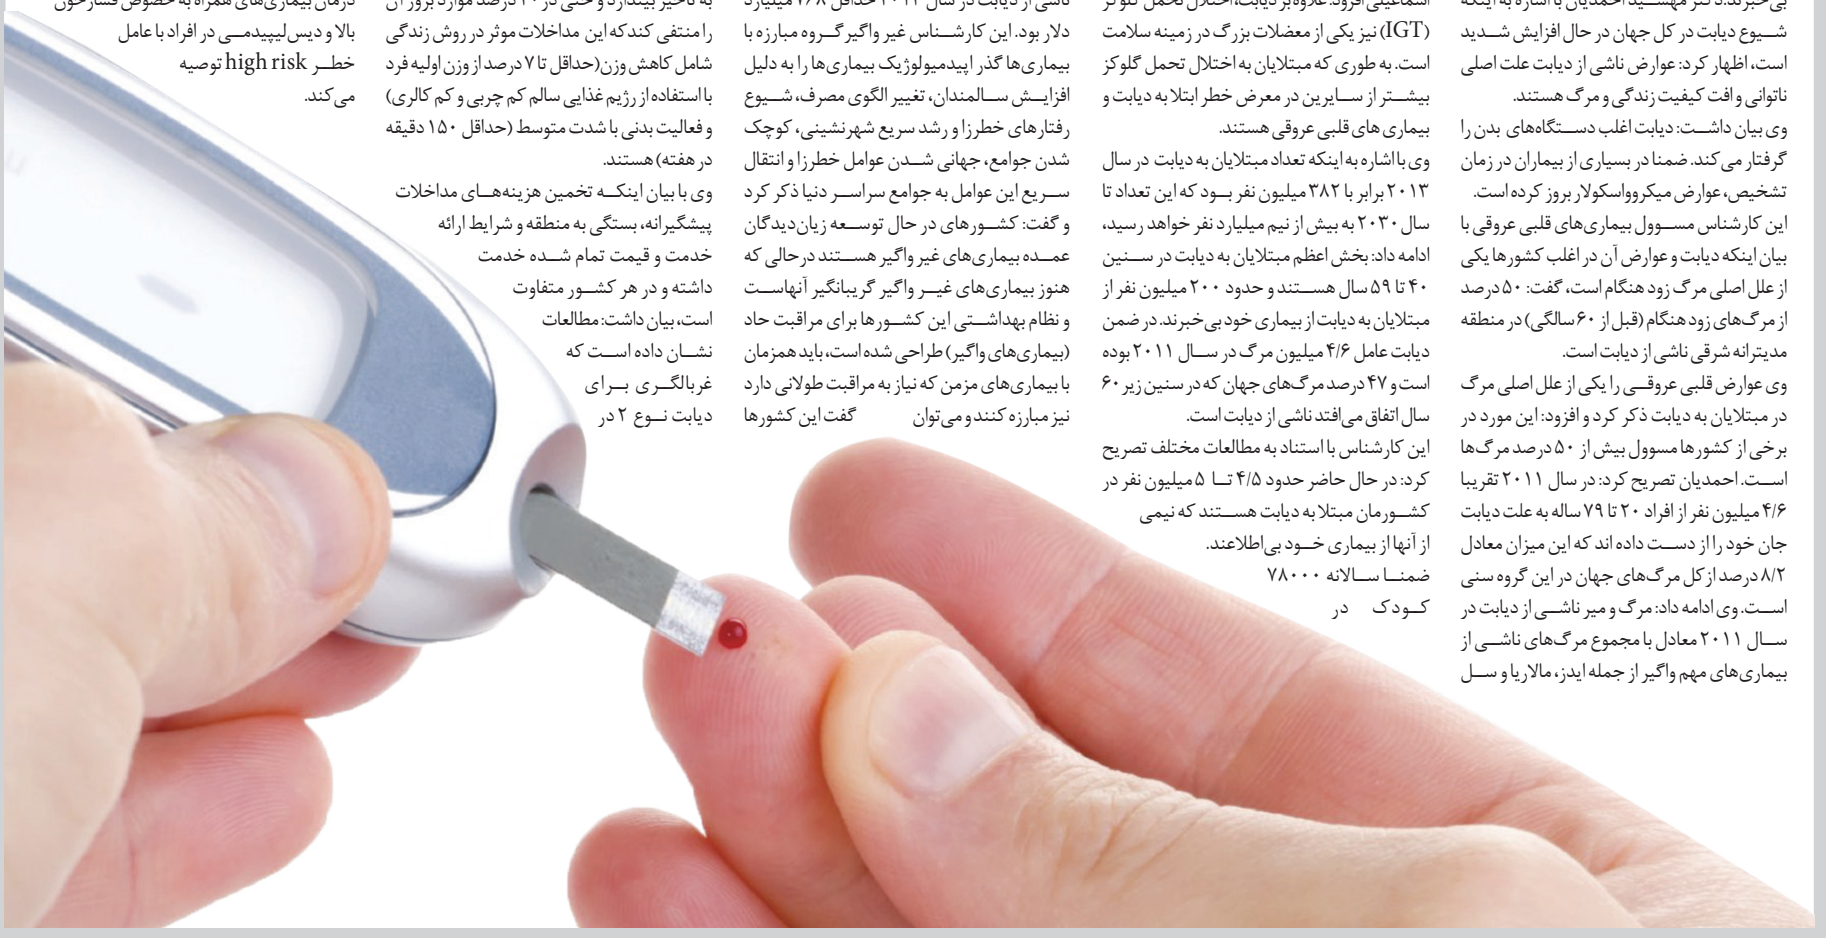 بی‌خبرند. دکتر مهشید احمدیان با اشاره به اینکه
شیوع دیابت در کل جهان در حال افزایش شدید
است، اظهار کرد: عوارض ناشی از دیابت علت اصلی
ناتوانی و افت کیفیت زندگی و مرگ هستند.
وی بیان داشت: دیابت اغلب دستگاه‌های بدن را
گرفتار می‌کند. ضمنا در بسیاری از بیماران در زمان
تشخیص، عوارض میکرواسکولار بروز کرده است.
این کارشناس مسوول بیماری‌های قلبی عروقی با
بیان اینکه دیابت و عوارض آن در اغلب کشورها یکی
از علل اصلی مرگ زود هنگام است، گفت: ۵۰ درصد
از مرگ‌های زود هنگام (قبل از ۶۰ سالگی) در منطقه
مدیترانه شرقی ناشی از دیابت است.
وی عوارض قلبی عروقی را یکی از علل اصلی مرگ
در مبتلایان به دیابت ذکر کرد و افزود: این مورد در
برخی از کشورها مسوول بیش از ۵۰ درصد مرگ‌ها
است. احمدیان تصریح کرد: در سال ۲۰۱۱ تقریبا
۴/۶ میلیون نفر از افراد ۲۰ تا ۷۹ ساله به علت دیابت
جان خود را از دست داده اند که این میزان معادل
۸/۲ درصد از کل مرگ‌های جهان در این گروه سنی
است. وی ادامه داد: مرگ و میر ناشی از دیابت در
سال ۲۰۱۱ معادل با مجموع مرگ‌های ناشی از
بیماری‌های مهم واگیر از جمله ایدز، مالاریا و سل
اسماعیلی افزود: علاوه بر دیابت، اختلال تحمل گلوکز
(IGT) نیز یکی از معضلات بزرگ در زمینه سلامت
است. به طوری که مبتلایان به اختلال تحمل گلوکز
بیشتر از سایرین در معرض خطر ابتلا به دیابت و
بیماری های قلبی عروقی هستند.
وی با اشاره به اینکه تعداد مبتلایان به دیابت در سال
۲۰۱۳ برابر با ۳۸۲ میلیون نفر بود که این تعداد تا
سال ۲۰۳۰ به بیش از نیم میلیارد نفر خواهد رسید،
ادامه داد: بخش اعظم مبتلایان به دیابت در سنین
۴۰ تا ۵۹ سال هستند و حدود ۲۰۰ میلیون نفر از
مبتلایان به دیابت از بیماری خود بی‌خبرند. در ضمن
دیابت عامل ۴/۶ میلیون مرگ در سال ۲۰۱۱ بوده
است و ۴۷ درصد مرگ‌های جهان که در سنین زیر ۶۰
سال اتفاق می‌افتد ناشی از دیابت است.
این کارشناس با استناد به مطالعات مختلف تصریح
کرد: در حال حاضر حدود ۴/۵ تا ۵ میلیون نفر در
کشورمان مبتلا به دیابت هستند که نیمی
از آنها از بیماری خود بی‌اطلاعند.
ضمنا سالانه ۷۸۰۰۰
کودک در
ناشی از دیابت در سال ۲۰۱۱ حداقل ۷۶۸ میلیارد
دلار بود. این کارشناس غیر واگیر گروه مبارزه با
بیماری‌ها گذر اپیدمیولوژیک بیماری‌ها را به دلیل
افزایش سالمندان، تغییر الگوی مصرف، شیوع
رفتارهای خطرزا و رشد سریع شهرنشینی، کوچک
شدن جوامع، جهانی شدن عوامل خطرزا و انتقال
سریع این عوامل به جوامع سراسر دنیا ذکر کرد
و گفت: کشورهای در حال توسعه زیان‌دیدگان
عمده بیماری‌های غیر واگیر هستند درحالی که
هنوز بیماری‌های غیر واگیر گریبانگیر آنهاست
و نظام بهداشتی این کشورها برای مراقبت حاد
(بیماری‌های واگیر) طراحی شده است، باید همزمان
با بیماری‌های مزمن که نیاز به مراقبت طولانی دارد
نیز مبارزه کنند و می‌توان گفت این کشورها
به تاخیر بیندازد و حتی در درصد موارد بروز آن
را منتفی کند که این مداخلات موثر در روش زندگی
شامل کاهش وزن (حداقل تا ۷ درصد از وزن اولیه فرد
با استفاده از رژیم غذایی سالم کم چربی و کم کالری)
و فعالیت بدنی با شدت متوسط (حداقل ۱۵۰ دقیقه
در هفته) هستند.
وی با بیان اینکه تخمین هزینه‌های مداخلات
پیشگیرانه، بستگی به منطقه و شرایط ارائه
خدمت و قیمت تمام شده خدمت
داشته و در هر کشور متفاوت
است، بیان داشت: مطالعات
نشان داده است که
غربالگری برای
دیابت نوع ۲ در
درمان بیماری‌های همراه به خصوص فشارخون
بالا و دیس‌لیپیدمی در افراد با عامل
خطر high risk توصیه
می‌کند.